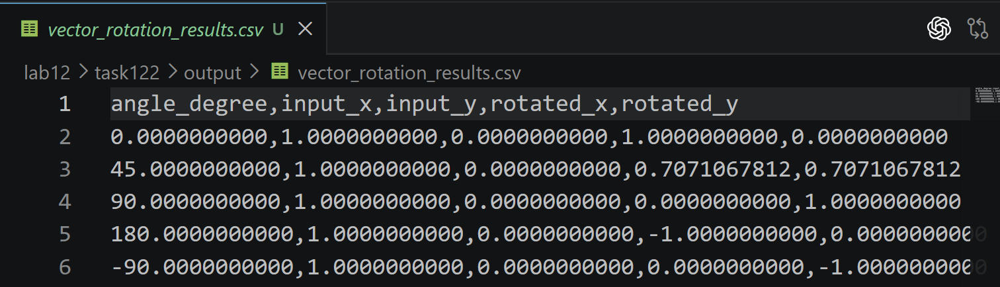 vector_rotation_results.csv U
lab12 > task122 > output > vector_rotation_results.csv
1 angle_degree,input_x,input_y,rotated_x,rotated_y
2 0.0000000000,1.0000000000,0.0000000000,1.0000000000,0.0000000000
3 45.0000000000,1.0000000000,0.0000000000,0.7071067812,0.7071067812
4 90.0000000000,1.0000000000,0.0000000000,0.0000000000,1.0000000000
5 180.0000000000,1.0000000000,0.0000000000,-1.0000000000,0.0000000000
6 -90.0000000000,1.0000000000,0.0000000000,0.0000000000,-1.0000000000